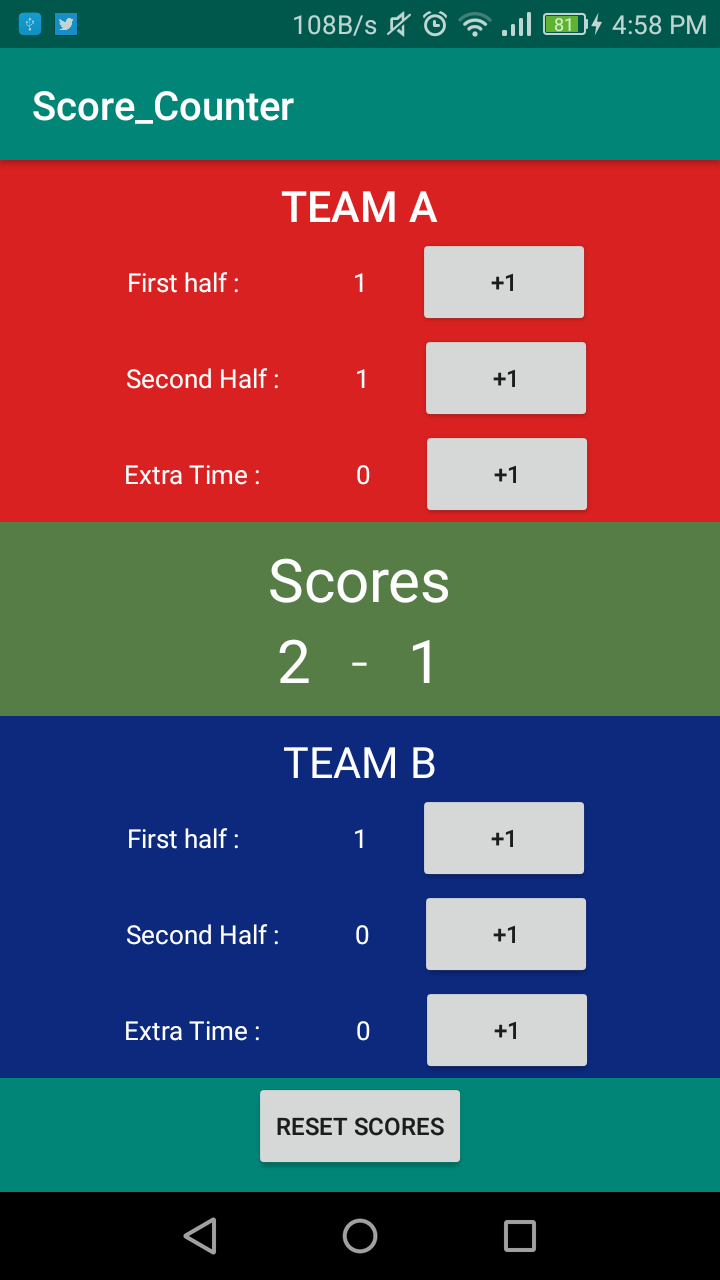 108B/s 81 4:58 PM
Score_Counter
TEAM A
First half : 1 +1
Second Half : 1 +1
Extra Time : 0 +1
Scores
2 - 1
TEAM B
First half : 1 +1
Second Half : 0 +1
Extra Time : 0 +1
RESET SCORES